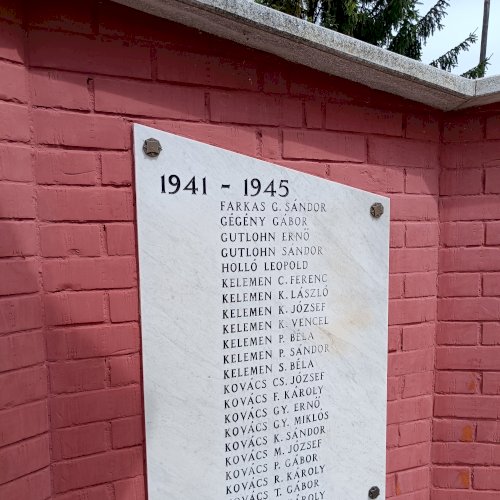 1941 - 1945
FARKAS G. SÁNDOR
GÉGÉNY GÁBOR
GUTLOHN ERNŐ
GUTLOHN SÁNDOR
HOLLÓ LEOPOLD
KELEMEN C. FERENC
KELEMEN K. LÁSZLÓ
KELEMEN K. JÓZSEF
KELEMEN K. VENCEL
KELEMEN P. BÉLA
KELEMEN P. SÁNDOR
KELEMEN S. BÉLA
KOVÁCS CS. JÓZSEF
KOVÁCS F. KÁROLY
KOVÁCS GY. ERNŐ
KOVÁCS GY. MIKLÓS
KOVÁCS K. SÁNDOR
KOVÁCS M. JÓZSEF
KOVÁCS P. GÁBOR
KOVÁCS R. KÁROLY
KOVÁCS T. GÁBOR
KÁROLY